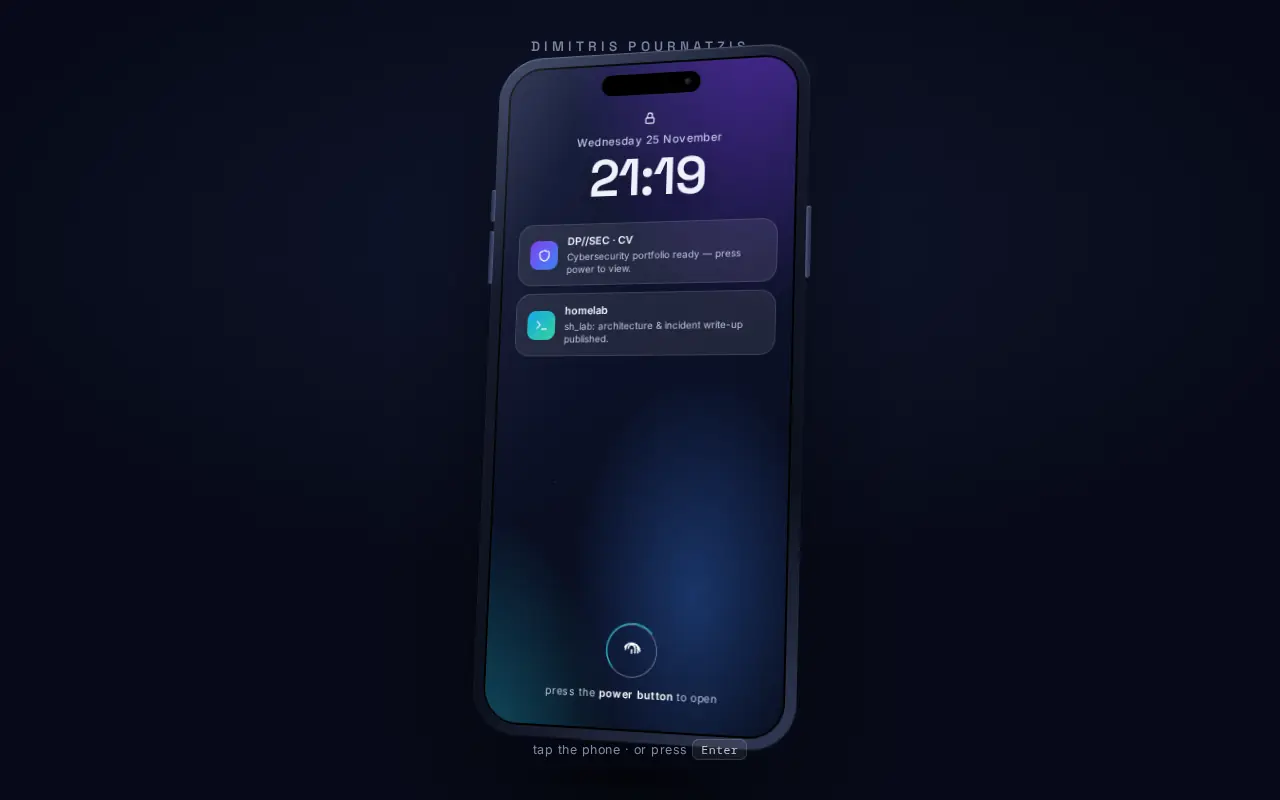 DIMITRIS POURNATZIS
Wednesday 25 November
21:19
DP//SEC · CV
Cybersecurity portfolio ready — press
power to view.
homelab
sh_lab: architecture & incident write-up
published.
press the power button to open
tap the phone · or press Enter